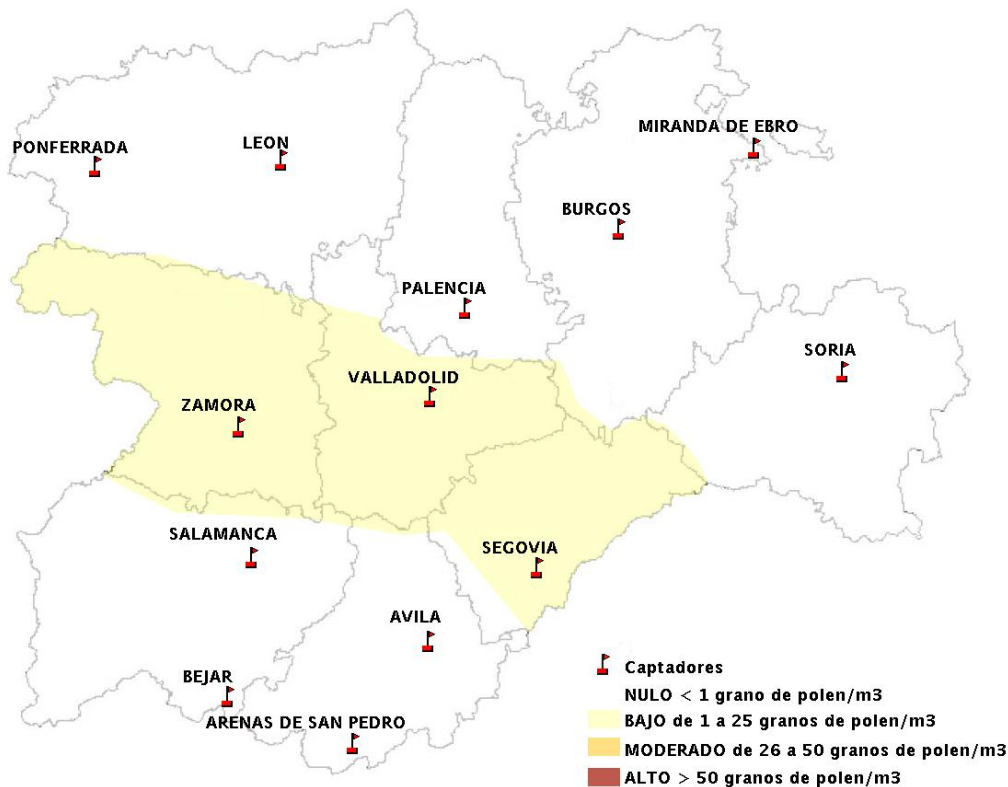 MIRANDA DE EBRO
PONFERRADA
LEON
BURGOS
PALENCIA
SORIA
VALLADOLID
ZAMORA
SALAMANCA
SEGOVIA
AVILA
BEJAR
ARENAS DE SAN PEDRO
Captadores
NULO < 1 grano de polen/m3
BAJO de 1 a 25 granos de polen/m3
MODERADO de 26 a 50 granos de polen/m3
ALTO > 50 granos de polen/m3